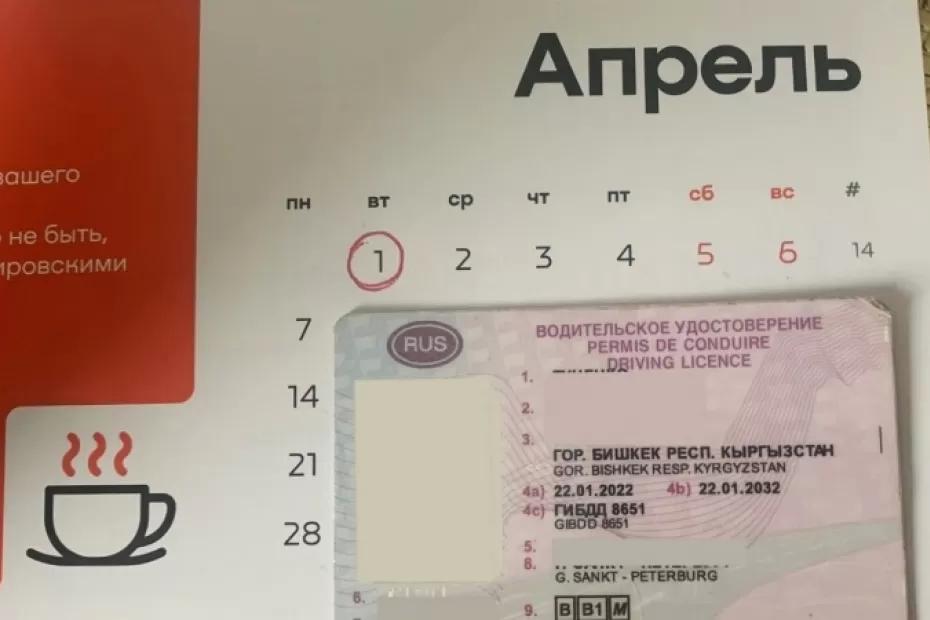 Апрель
вашего
не быть,
ировскими
пн вт ср чт пт сб вс #
1 2 3 4 5 6 14
7
14
21
28
RUS
ВОДИТЕЛЬСКОЕ УДОСТОВЕРЕНИЕ
PERMIS DE CONDUIRE
DRIVING LICENCE
1.
2.
3.
ГОР. БИШКЕК РЕСП. КЫРГЫЗСТАН
GOR. BISHKEK RESP. KYRGYZSTAN
4a) 22.01.2022 4b) 22.01.2032
4c) ГИБДД 8651
GIBDD 8651
5.
8.
G. SANKT - PETERBURG
6.
9. B B1 M